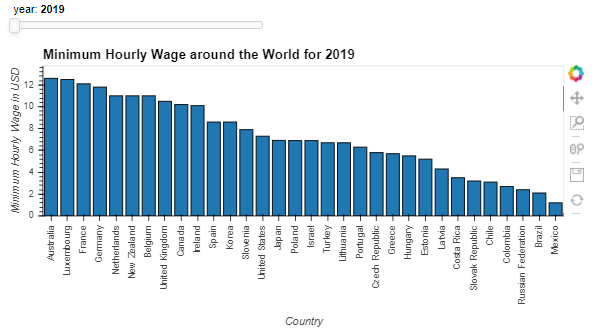 year: 2019
Minimum Hourly Wage around the World for 2019
Minimum Hourly Wage in USD
12
10
8
6
4
2
0
Australia
Luxembourg
France
Germany
Netherlands
New Zealand
Belgium
United Kingdom
Canada
Ireland
Spain
Korea
Slovenia
United States
Japan
Poland
Israel
Turkey
Lithuania
Portugal
Czech Republic
Greece
Hungary
Estonia
Latvia
Costa Rica
Slovak Republic
Chile
Colombia
Russian Federation
Brazil
Mexico
Country